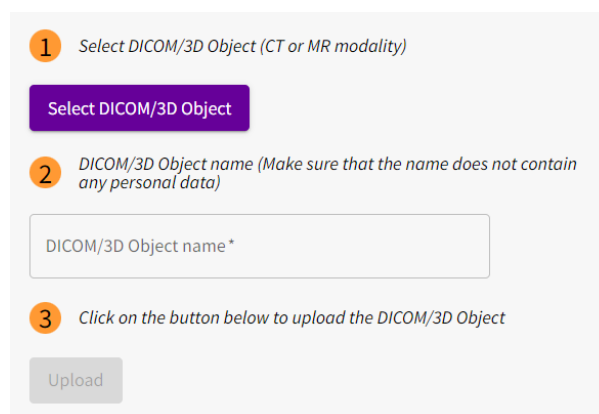 1 Select DICOM/3D Object (CT or MR modality)
Select DICOM/3D Object
2 DICOM/3D Object name (Make sure that the name does not contain
any personal data)
DICOM/3D Object name*
3 Click on the button below to upload the DICOM/3D Object
Upload